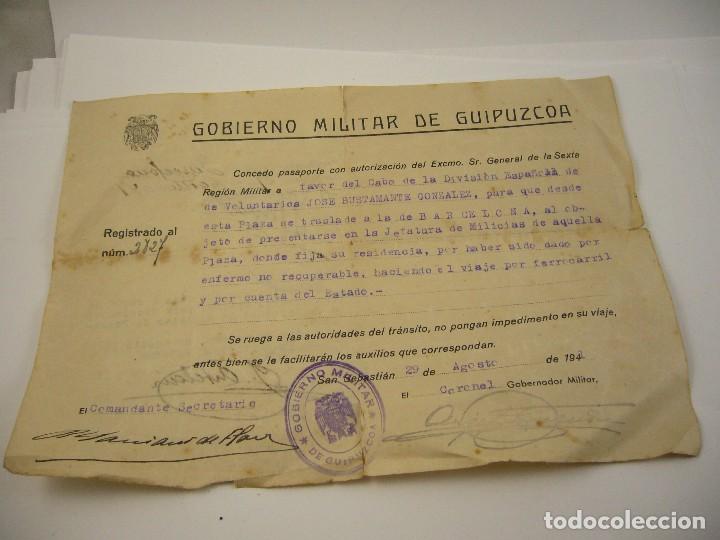 GOBIERNO MILITAR DE GUIPUZCOA
Concedo pasaporte con autorización del Excmo. Sr. General de la Sexta
Región Militar a favor del Cabo de la División Española
de Voluntarios JOSE BUSTAMANTE GONZALEZ, para que desde
esta Plaza se traslade a la de B A R C E L O N A, al ob-
jeto de presentarse en la Jefatura de Milicias de aquella
Plaza, donde fija su residencia, por haber sido dado por
enfermo no recuperable, haciendo el viaje por ferrocarril
y por cuenta del Estado.-
Registrado al
núm.
Se ruega a las autoridades del tránsito, no pongan impedimento en su viaje,
antes bien se le facilitarán los auxilios que correspondan.
San Sebastián 29 de Agosto de 194
El Coronel Gobernador Militar,
El Comandante Secretario
GOBIERNO MILITAR
DE GUIPUZCOA
todocoleccion
todocoleccion.net